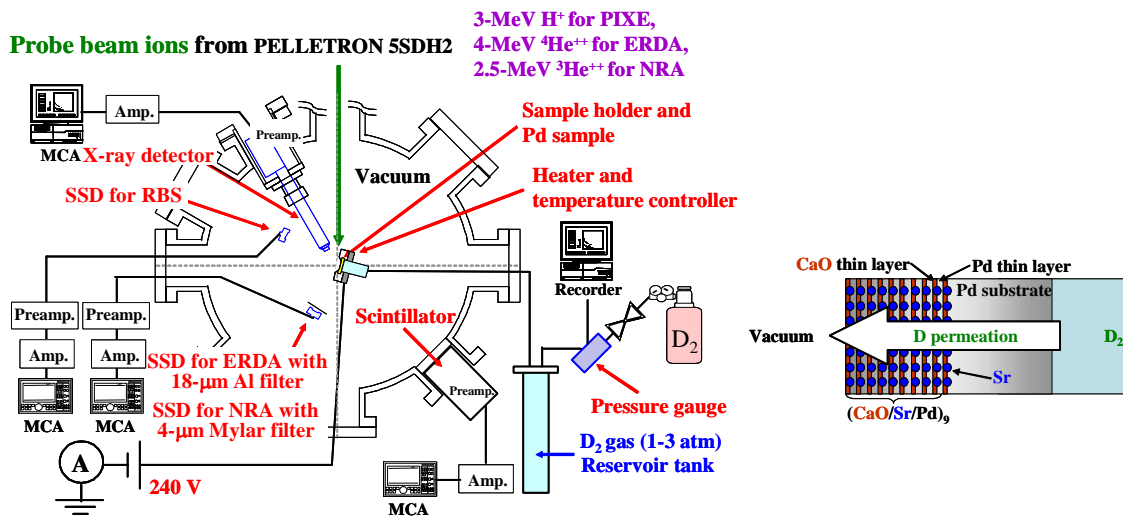 3-MeV H⁺ for PIXE,
4-MeV ⁴He⁺⁺ for ERDA,
2.5-MeV ³He⁺⁺ for NRA
Probe beam ions from PELLETRON 5SDH2
Amp.
MCA
Preamp.
X-ray detector
SSD for RBS
Vacuum
Sample holder and
Pd sample
Heater and
temperature controller
Recorder
D₂
Preamp.
Preamp.
Amp.
Amp.
MCA
MCA
SSD for ERDA with
18-μm Al filter
SSD for NRA with
4-μm Mylar filter
Scintillator
Preamp.
Amp.
MCA
Pressure gauge
D₂ gas (1-3 atm)
Reservoir tank
A
240 V
CaO thin layer
Pd thin layer
Pd substrate
Vacuum
D permeation
D₂
Sr
(CaO/Sr/Pd)₉